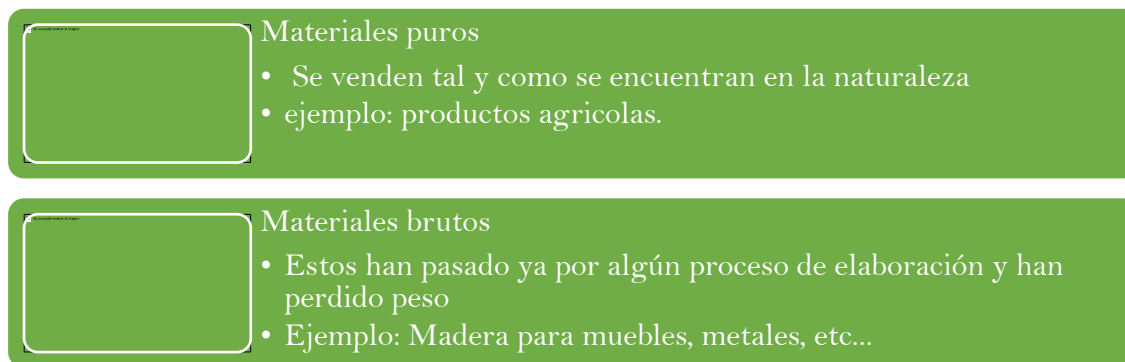 Materiales puros
• Se venden tal y como se encuentran en la naturaleza
• ejemplo: productos agricolas.
Materiales brutos
• Estos han pasado ya por algún proceso de elaboración y han
perdido peso
• Ejemplo: Madera para muebles, metales, etc...